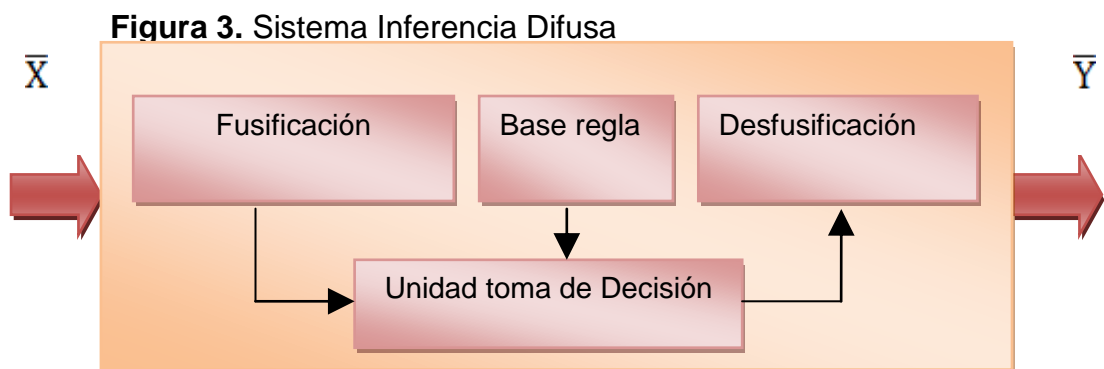 Figura 3. Sistema Inferencia Difusa
X̅
Y̅
Fusificación
Base regla
Desfusificación
Unidad toma de Decisión